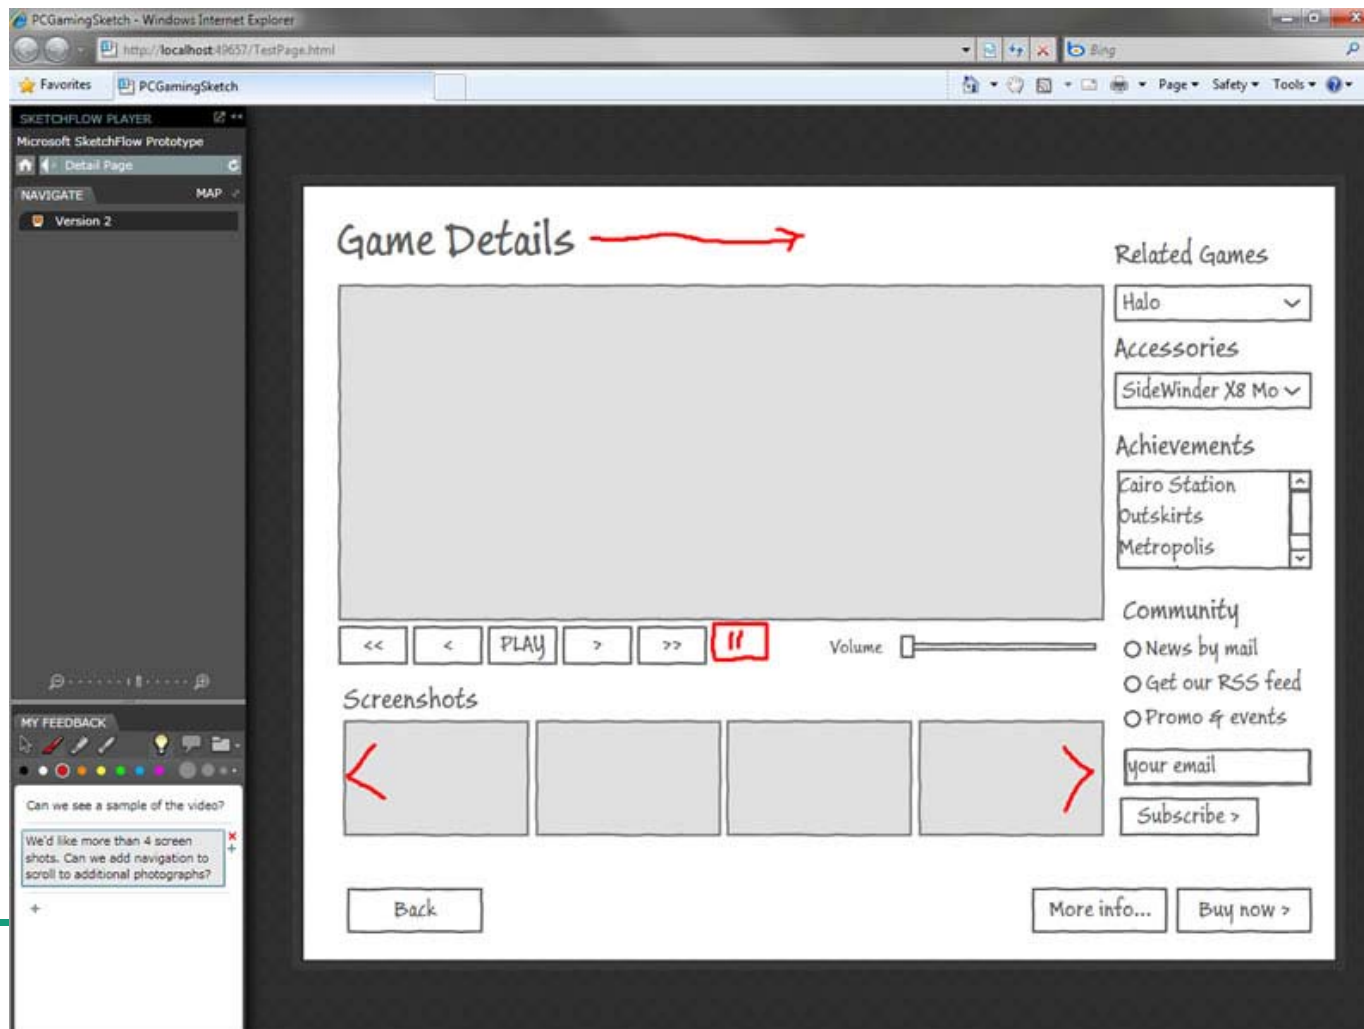 PCGamingSketch - Windows Internet Explorer
http://localhost:49657/TestPage.html
Bing
Favorites
PCGamingSketch
Page
Safety
Tools
SKETCHFLOW PLAYER
Microsoft SketchFlow Prototype
Detail Page
NAVIGATE
MAP
Version 2
Game Details
Related Games
Halo
Accessories
SideWinder X8 Mo
Achievements
Cairo Station
Outskirts
Metropolis
<<
<
PLAY
>
>>
Volume
Community
News by mail
Get our RSS feed
Promo & events
your email
Subscribe >
Screenshots
Back
More info...
Buy now >
MY FEEDBACK
Can we see a sample of the video?
We'd like more than 4 screen
shots. Can we add navigation to
scroll to additional photographs?